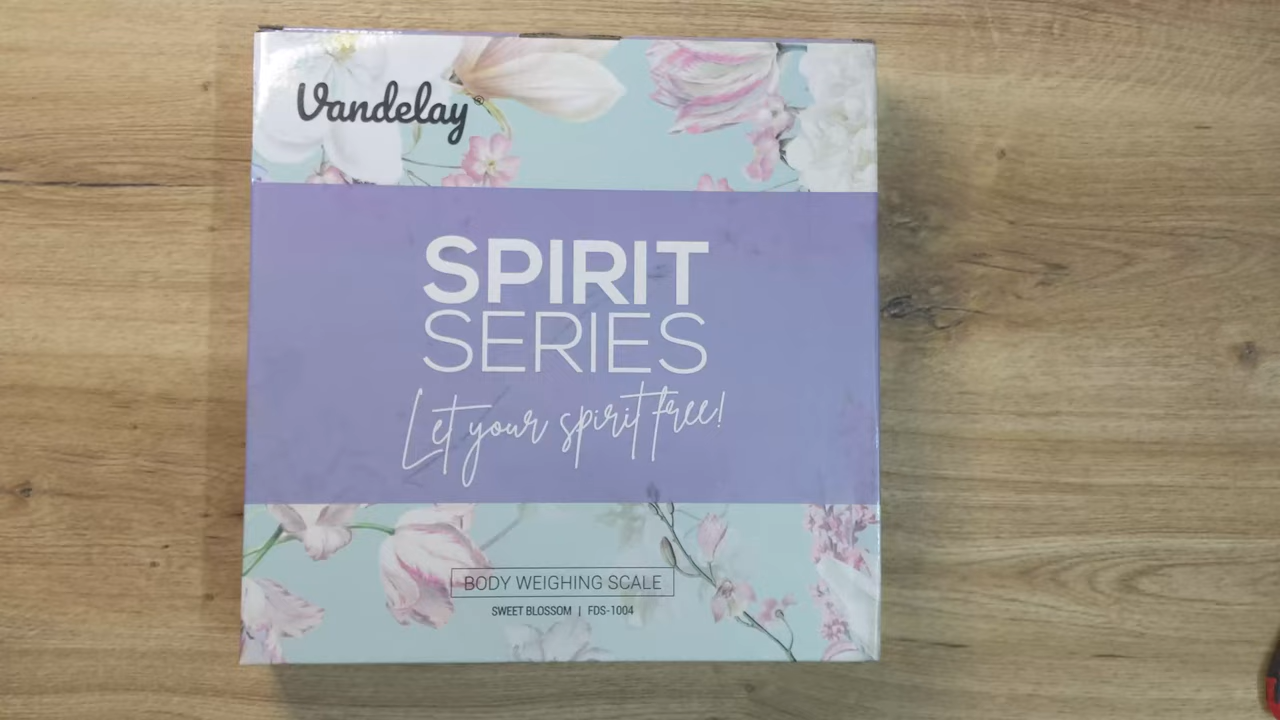 Vandelay®
SPIRIT
SERIES
Let your spirit free!
BODY WEIGHING SCALE
SWEET BLOSSOM | FDS-1004